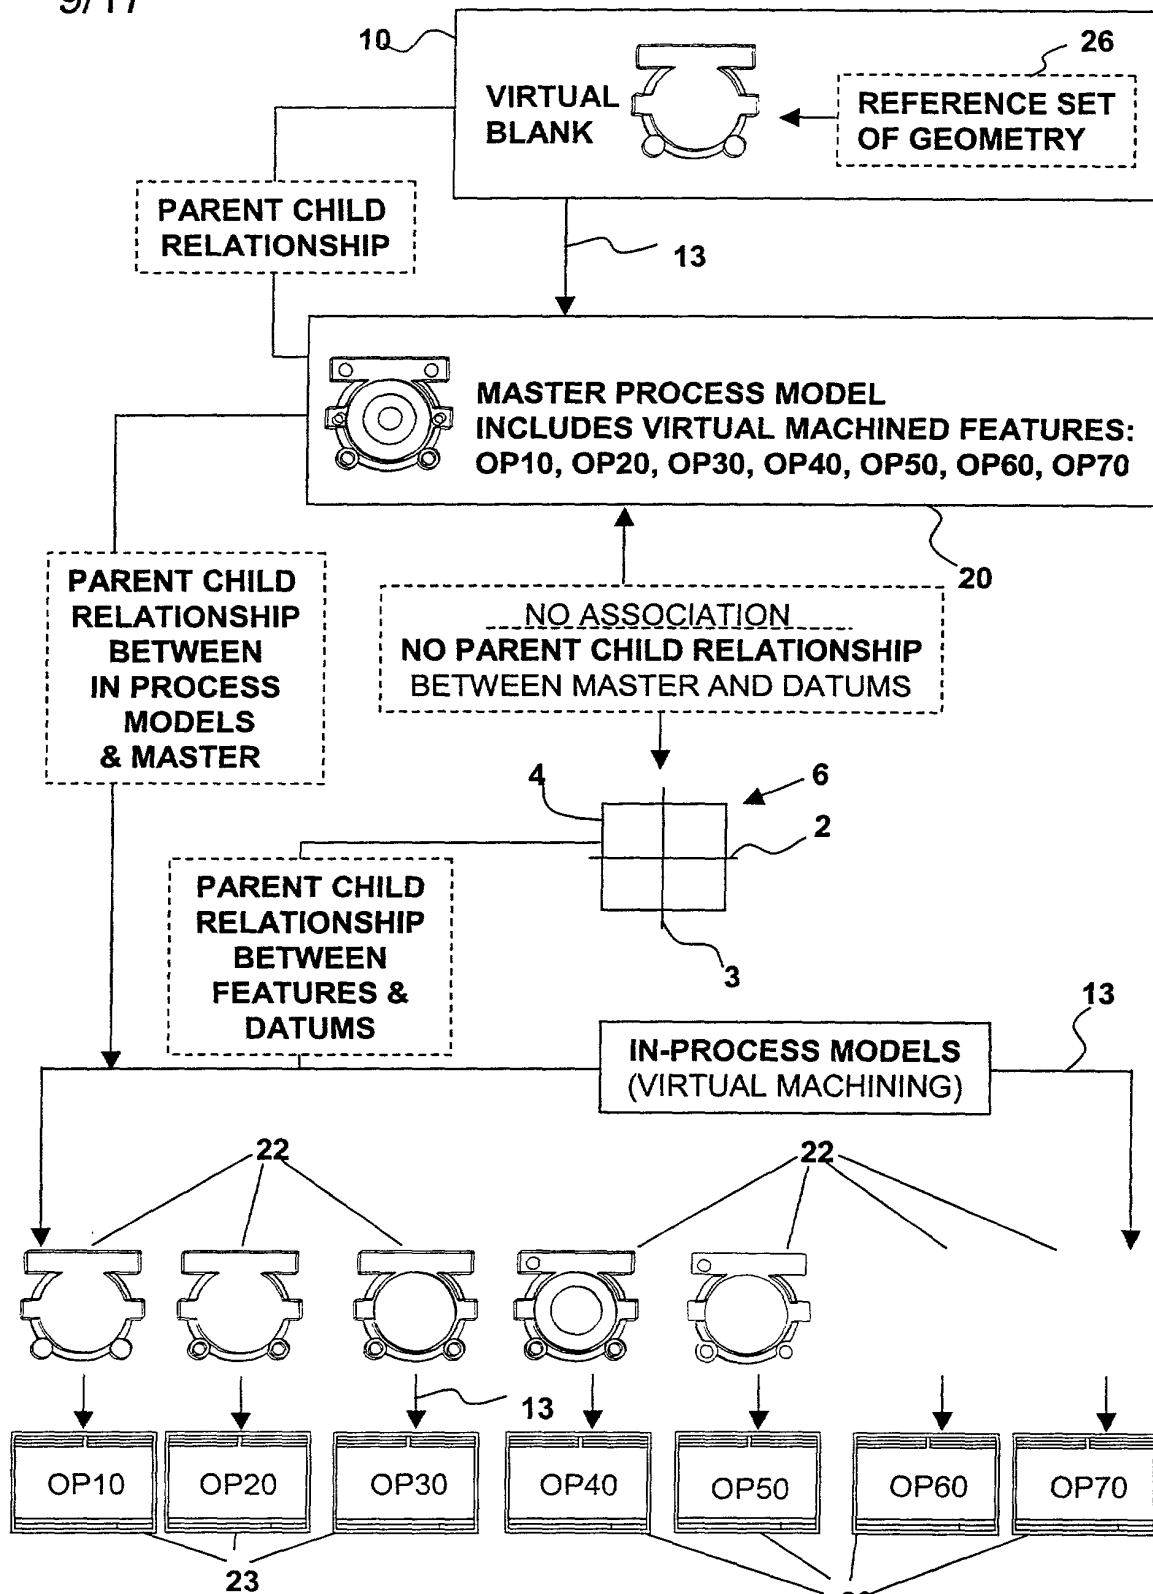 9/17
10
26
VIRTUAL
BLANK
REFERENCE SET
OF GEOMETRY
PARENT CHILD
RELATIONSHIP
13
MASTER PROCESS MODEL
INCLUDES VIRTUAL MACHINED FEATURES:
OP10, OP20, OP30, OP40, OP50, OP60, OP70
20
PARENT CHILD
RELATIONSHIP
BETWEEN
IN PROCESS
MODELS
& MASTER
NO ASSOCIATION
NO PARENT CHILD RELATIONSHIP
BETWEEN MASTER AND DATUMS
4
6
2
3
PARENT CHILD
RELATIONSHIP
BETWEEN
FEATURES &
DATUMS
IN-PROCESS MODELS
(VIRTUAL MACHINING)
13
22
22
13
OP10
OP20
OP30
OP40
OP50
OP60
OP70
23